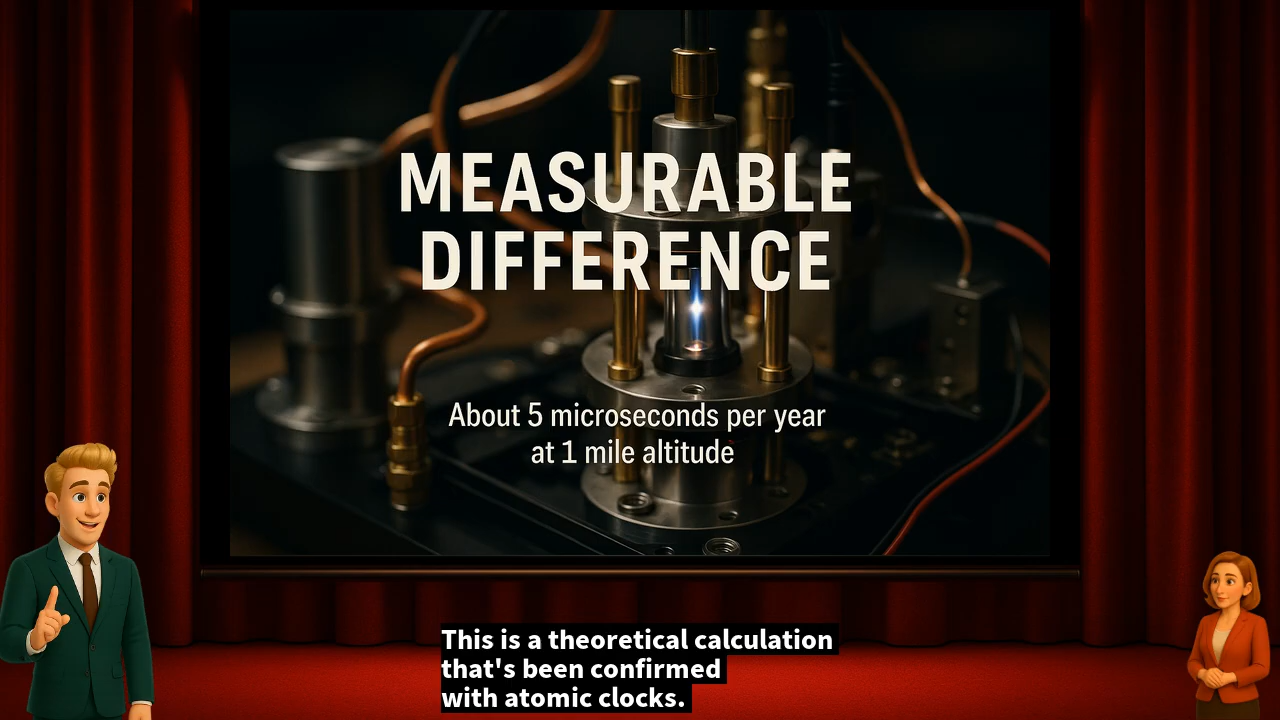 MEASURABLE
DIFFERENCE
About 5 microseconds per year
at 1 mile altitude
This is a theoretical calculation
that's been confirmed
with atomic clocks.